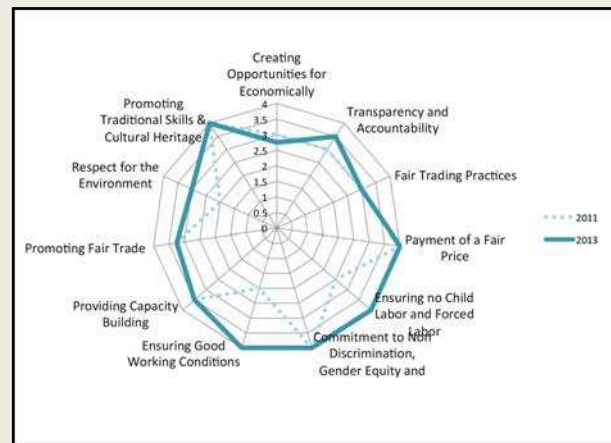 Creating
Opportunities for
Economically
4
3.5
3
2.5
2
1.5
1
0.5
0
Transparency and
Accountability
Fair Trading Practices
Payment of a Fair
Price
Ensuring no Child
Labor and Forced
Labor
Commitment to Non
Discrimination,
Gender Equity and
Ensuring Good
Working Conditions
Providing Capacity
Building
Promoting Fair Trade
Respect for the
Environment
Promoting
Traditional Skills &
Cultural Heritage
2011
2013